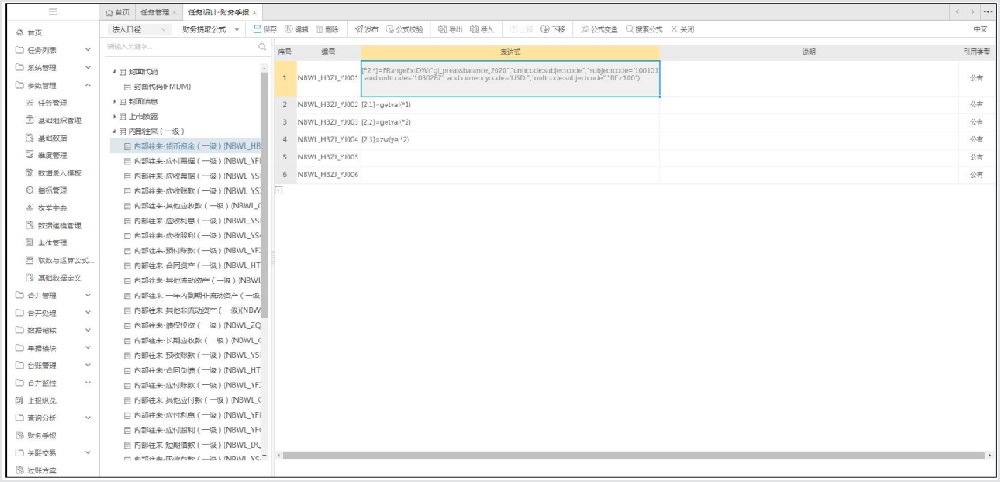 首页 任务管理 × 任务设计-财务季报 ×
法人口径 财务提取公式 保存 编辑 删除 发布 公式校验 导出 导入 上移 下移 公式变量 搜索公式 关闭 中文
首页
任务列表
系统管理
参数管理
任务管理
基础组织管理
基础数据
维度管理
数据录入模板
指标管理
枚举字典
数据建模管理
主体管理
取数与运算公式...
基础数据定义
合并管理
合并处理
数据稽核
单据模块
台账管理
合并监控
上报纵览
查询分析
财务季报
关联交易
过账方案
请输入关键字...
封面代码
封面代码(FMDM)
封面信息
上市披露
内部往来(一级)
内部往来-货币资金(一级)(NBWL_HB
内部往来-应付票据(一级)(NBWL_YF
内部往来-应收票据(一级)(NBWL_YS
内部往来-应收账款(一级)(NBWL_YS
内部往来-其他应收款(一级)(NBWL_
内部往来-应收利息(一级)(NBWL_YS
内部往来-应收股利(一级)(NBWL_YS
内部往来-预付账款(一级)(NBWL_YF
内部往来-合同资产(一级)(NBWL_HT
内部往来-其他流动资产(一级)(NBWL
内部往来-一年内到期非流动资产(一级
内部往来-其他非流动资产(一级)(NBW
内部往来-债权投资(一级)(NBWL_ZQ
内部往来-长期应收款(一级)(NBWL_
内部往来-预收账款(一级)(NBWL_YS
内部往来-合同负债(一级)(NBWL_HT
内部往来-应付账款(一级)(NBWL_YF
内部往来-其他应付款(一级)(NBWL_
内部往来-应付利息(一级)(NBWL_YF
内部往来-应付股利(一级)(NBWL_YF
内部往来-短期借款(一级)(NBWL_DQ
序号 编号 表达式 说明 引用类型
1 NBWL_HBZJ_YJ001 [F2,*]=FRangeExtDW("gl_preassbalance_2020","unitcode:subjectcode","subjectcode='100101'
and unitcode='1080287' and currencycode='USD'","unitcode:subjectcode","BF>100") 公有
2 NBWL_HBZJ_YJ002 [2,1]=getva(*1) 公有
3 NBWL_HBZJ_YJ003 [2,2]=getva(*2) 公有
4 NBWL_HBZJ_YJ004 [2,5]=zw(ye,*2) 公有
5 NBWL_HBZJ_YJ005 公有
6 NBWL_HBZJ_YJ006 公有